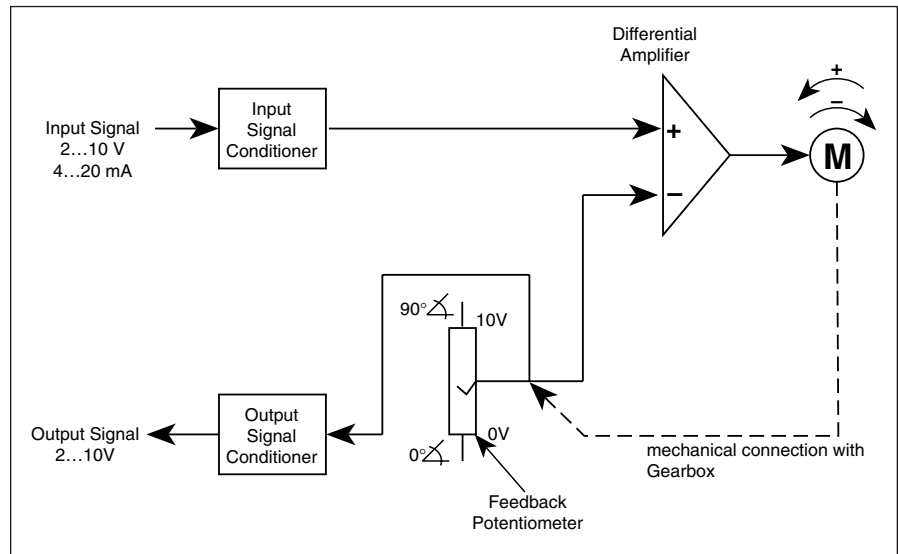 Differential
Amplifier
+
−
Input
Signal
Conditioner
Input Signal
2...10 V
4...20 mA
+
−
M
90°
10V
Output
Signal
Conditioner
Output Signal
2...10V
0V
0°
mechanical connection with
Gearbox
Feedback
Potentiometer